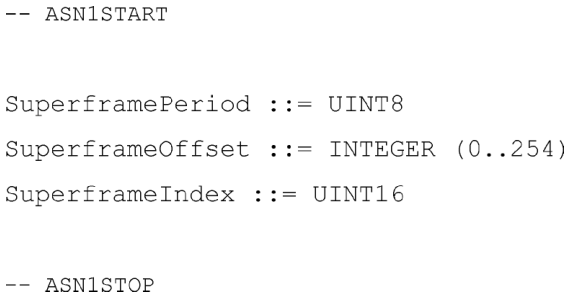 -- ASN1START
SuperframePeriod ::= UINT8
SuperframeOffset ::= INTEGER (0..254)
SuperframeIndex ::= UINT16
-- ASN1STOP